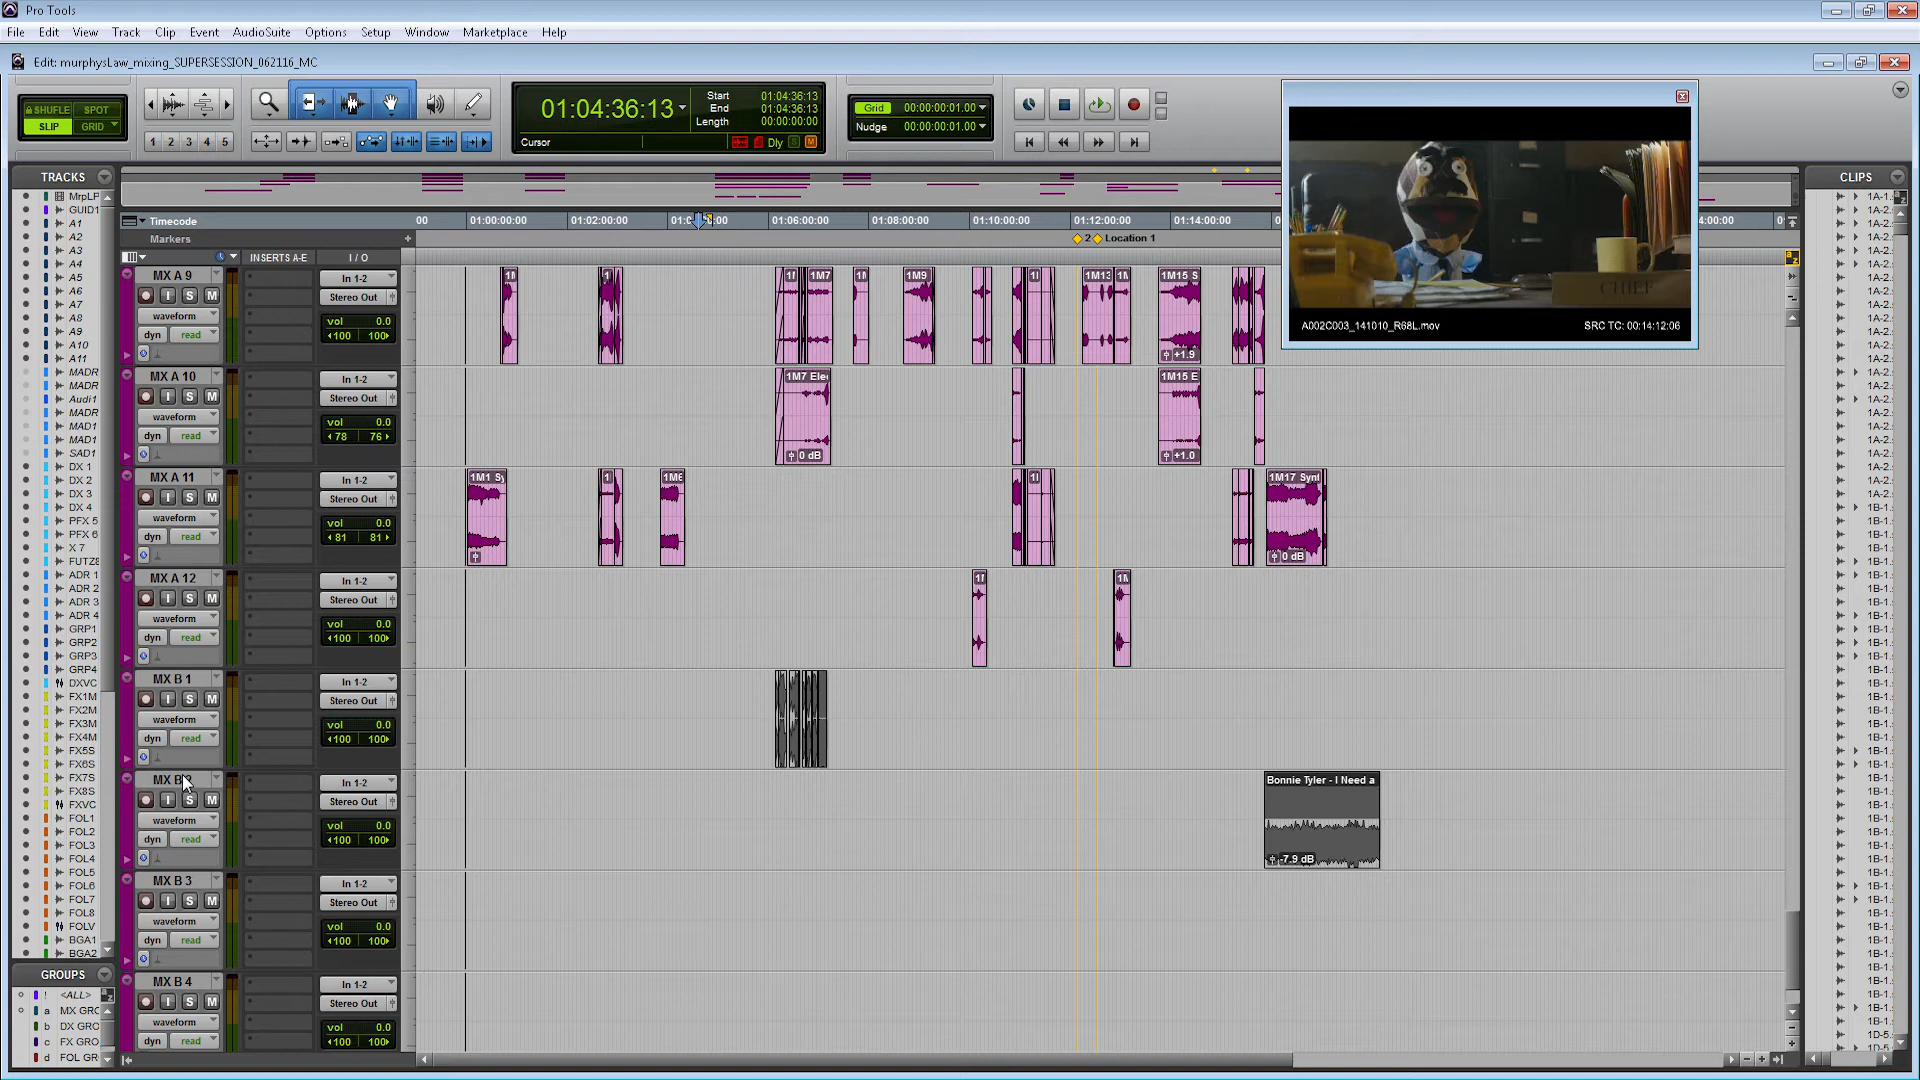 Pro Tools
File Edit View Track Clip Event AudioSuite Options Setup Window Marketplace Help
Edit: murphysLaw_mixing_SUPERSESSION_062116_MC
SHUFFLE SPOT
SLIP GRID
1 2 3 4 5
01:04:36:13
Start 01:04:36:13
End 01:04:36:13
Length 00:00:00:00
Cursor
Dly S M
Grid 00:00:00:01.00
Nudge 00:00:00:01.00
A002C003_141010_R68L.mov SRC TC: 00:14:12:06
CHIEF
TRACKS
CLIPS
Timecode
00 01:00:00:00 01:02:00:00 01:06:00:00 01:08:00:00 01:10:00:00 01:12:00:00 01:14:00:00
Markers
2 Location 1
INSERTS A-E I / O
MrpLF
GUID1
A1
A2
A3
A4
A5
A6
A7
A8
A9
A10
A11
MADR
Audi1
MADR
MAD1
MAD1
SAD1
DX 1
DX 2
DX 3
DX 4
PFX 5
PFX 6
X 7
FUTZ8
ADR 1
ADR 2
ADR 3
ADR 4
GRP1
GRP2
GRP3
GRP4
DXVC
FX1M
FX2M
FX3M
FX4M
FX5S
FX6S
FX7S
FX8S
FXVC
FOL1
FOL2
FOL3
FOL4
FOL5
FOL6
FOL7
FOL8
FOLV
BGA1
BGA2
GROUPS
! <ALL>
a MX GRO
b DX GRO
c FX GRO
d FOL GR
MX A 9
I S M
waveform
dyn read
In 1-2
Stereo Out
vol 0.0
100 100
1M7 1M9 1M13 1M15 S
+1.9
MX A 10
I S M
waveform
dyn read
In 1-2
Stereo Out
vol 0.0
78 76
1M7 Ele 1M15 E
0 dB +1.0
MX A 11
I S M
waveform
dyn read
In 1-2
Stereo Out
vol 0.0
81 81
1M1 Sy 1M6 1M17 Synt
0 dB
MX A 12
I S M
waveform
dyn read
In 1-2
Stereo Out
vol 0.0
100 100
MX B 1
I S M
waveform
dyn read
In 1-2
Stereo Out
vol 0.0
100 100
MX B
I S M
waveform
dyn read
In 1-2
Stereo Out
vol 0.0
100 100
Bonnie Tyler - I Need a
-7.9 dB
MX B 3
I S M
waveform
dyn read
In 1-2
Stereo Out
vol 0.0
100 100
MX B 4
I S M
waveform
dyn read
In 1-2
Stereo Out
vol 0.0
100 100